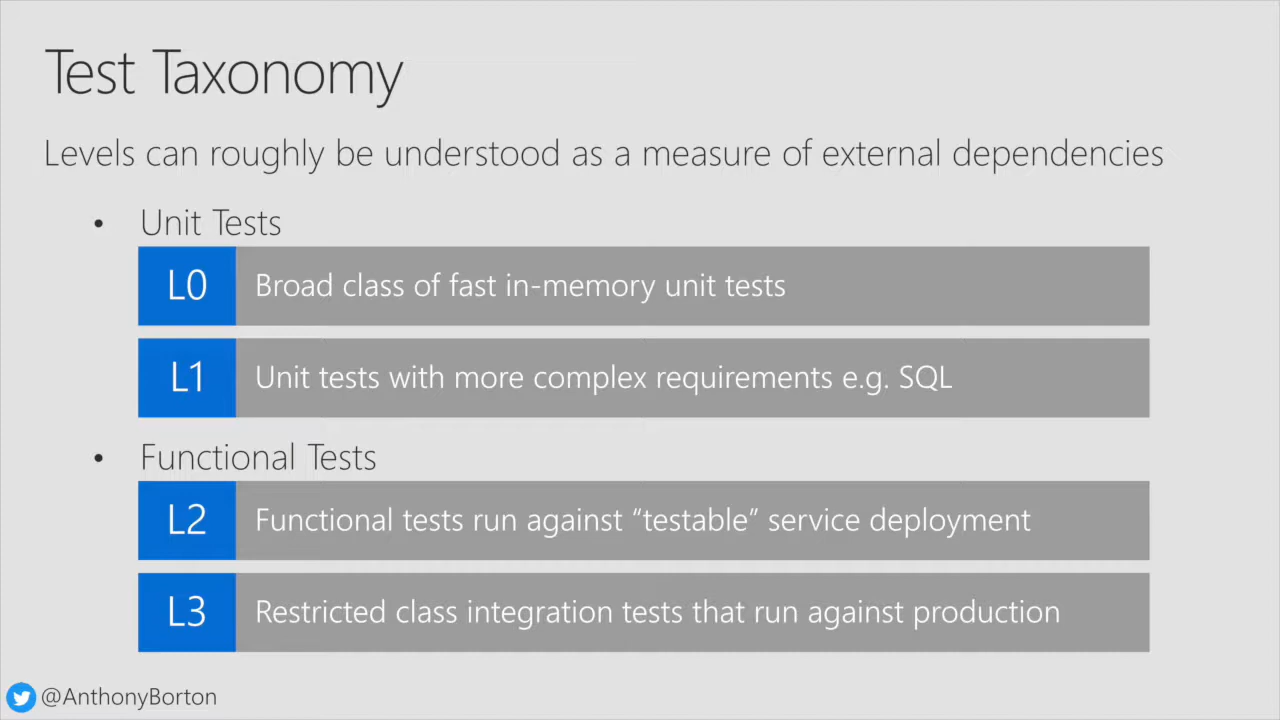 Test Taxonomy
Levels can roughly be understood as a measure of external dependencies
• Unit Tests
L0 Broad class of fast in-memory unit tests
L1 Unit tests with more complex requirements e.g. SQL
• Functional Tests
L2 Functional tests run against “testable” service deployment
L3 Restricted class integration tests that run against production
@AnthonyBorton